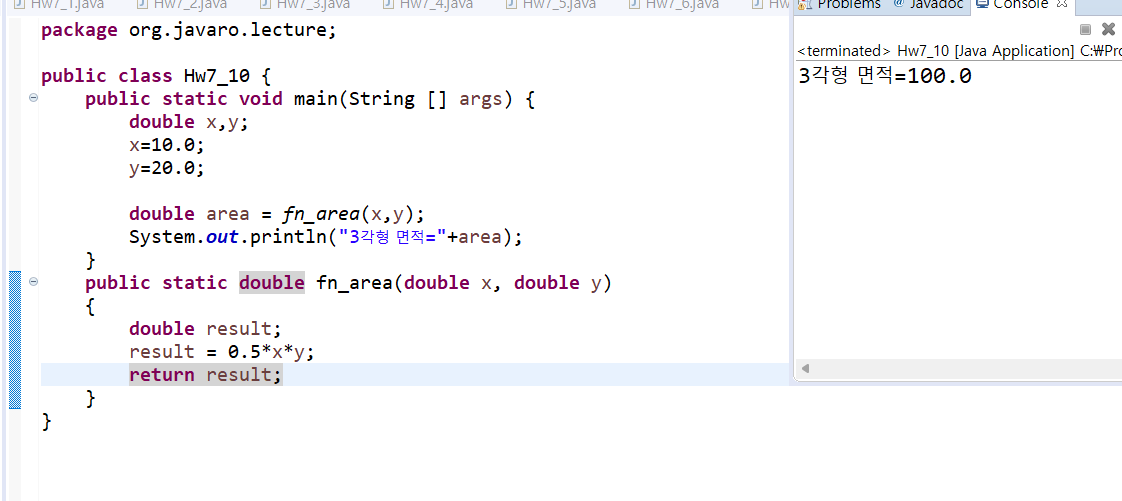 Hw7_1.java Hw7_2.java Hw7_3.java Hw7_4.java Hw7_5.java Hw7_6.java Hw
Problems @ Javadoc Console
<terminated> Hw7_10 [Java Application] C:₩Pro
3각형 면적=100.0
package org.javaro.lecture;
public class Hw7_10 {
public static void main(String [] args) {
double x,y;
x=10.0;
y=20.0;
double area = fn_area(x,y);
System.out.println("3각형 면적="+area);
}
public static double fn_area(double x, double y)
{
double result;
result = 0.5*x*y;
return result;
}
}